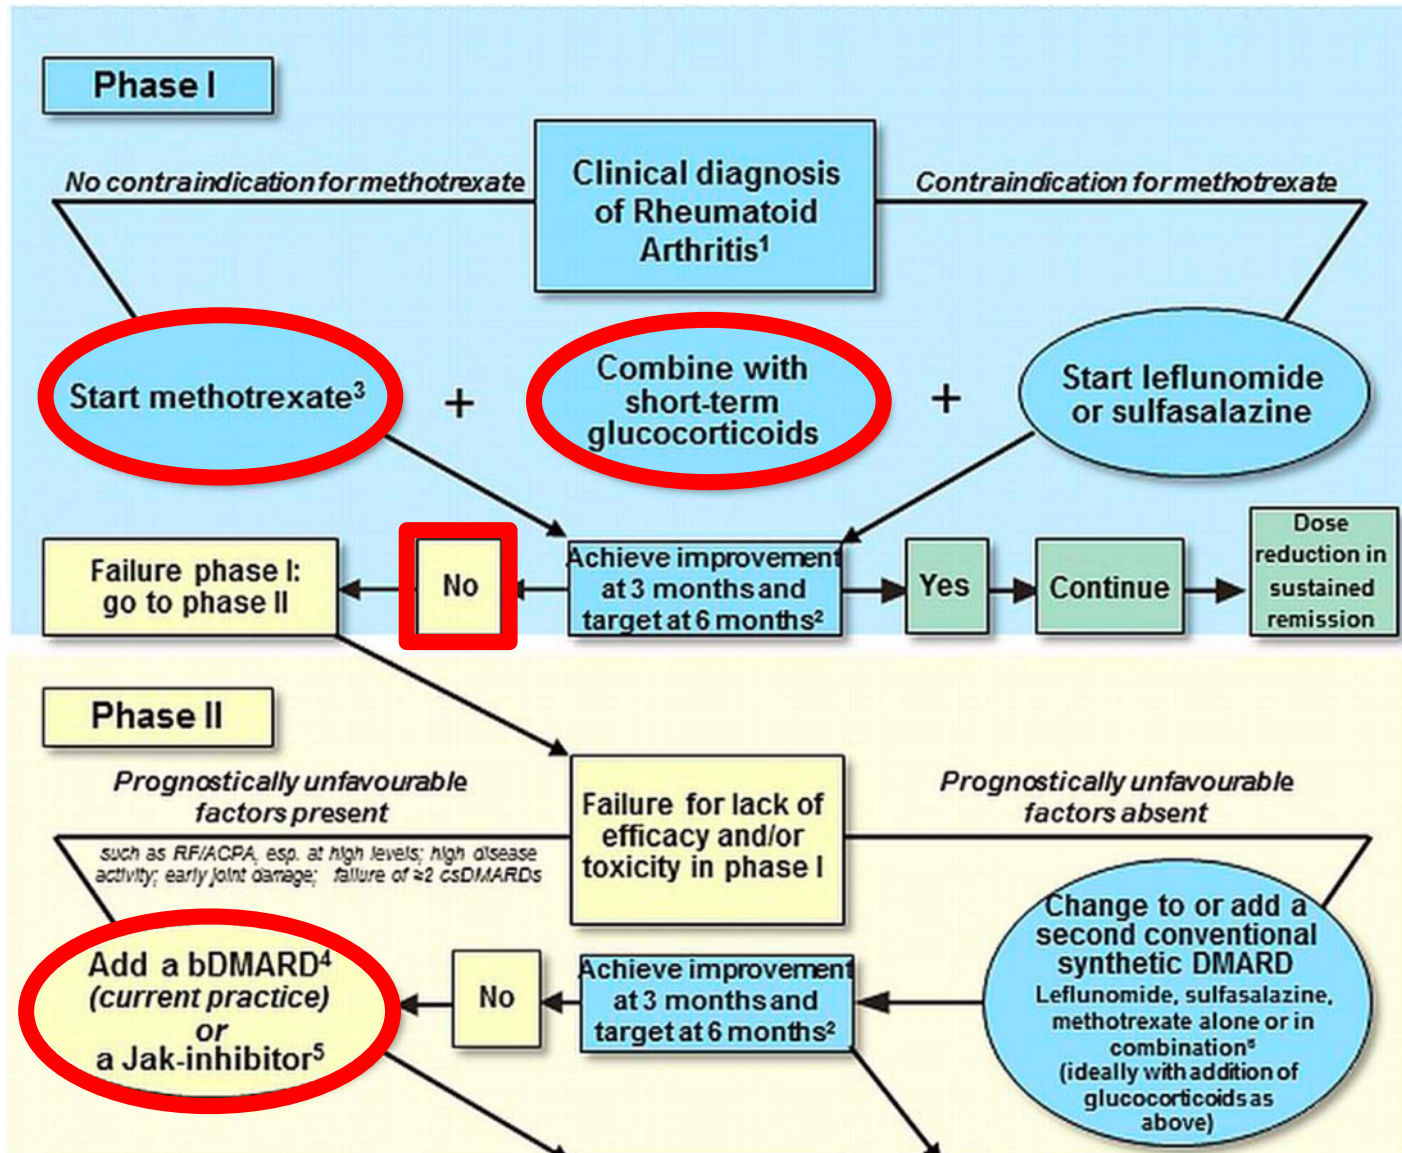 Phase I
Clinical diagnosis
of Rheumatoid
Arthritis¹
No contraindication for methotrexate
Contraindication for methotrexate
Start methotrexate³
+
Combine with
short-term
glucocorticoids
+
Start leflunomide
or sulfasalazine
Failure phase I:
go to phase II
No
Achieve improvement
at 3 months and
target at 6 months²
Yes
Continue
Dose
reduction in
sustained
remission
Phase II
Prognostically unfavourable
factors present
such as RF/ACPA, esp. at high levels; high disease
activity; early joint damage; failure of ≥2 csDMARDs
Failure for lack of
efficacy and/or
toxicity in phase I
Prognostically unfavourable
factors absent
Add a bDMARD⁴
(current practice)
or
a Jak-inhibitor⁵
No
Achieve improvement
at 3 months and
target at 6 months²
Change to or add a
second conventional
synthetic DMARD
Leflunomide, sulfasalazine,
methotrexate alone or in
combination⁶
(ideally with addition of
glucocorticoids as
above)